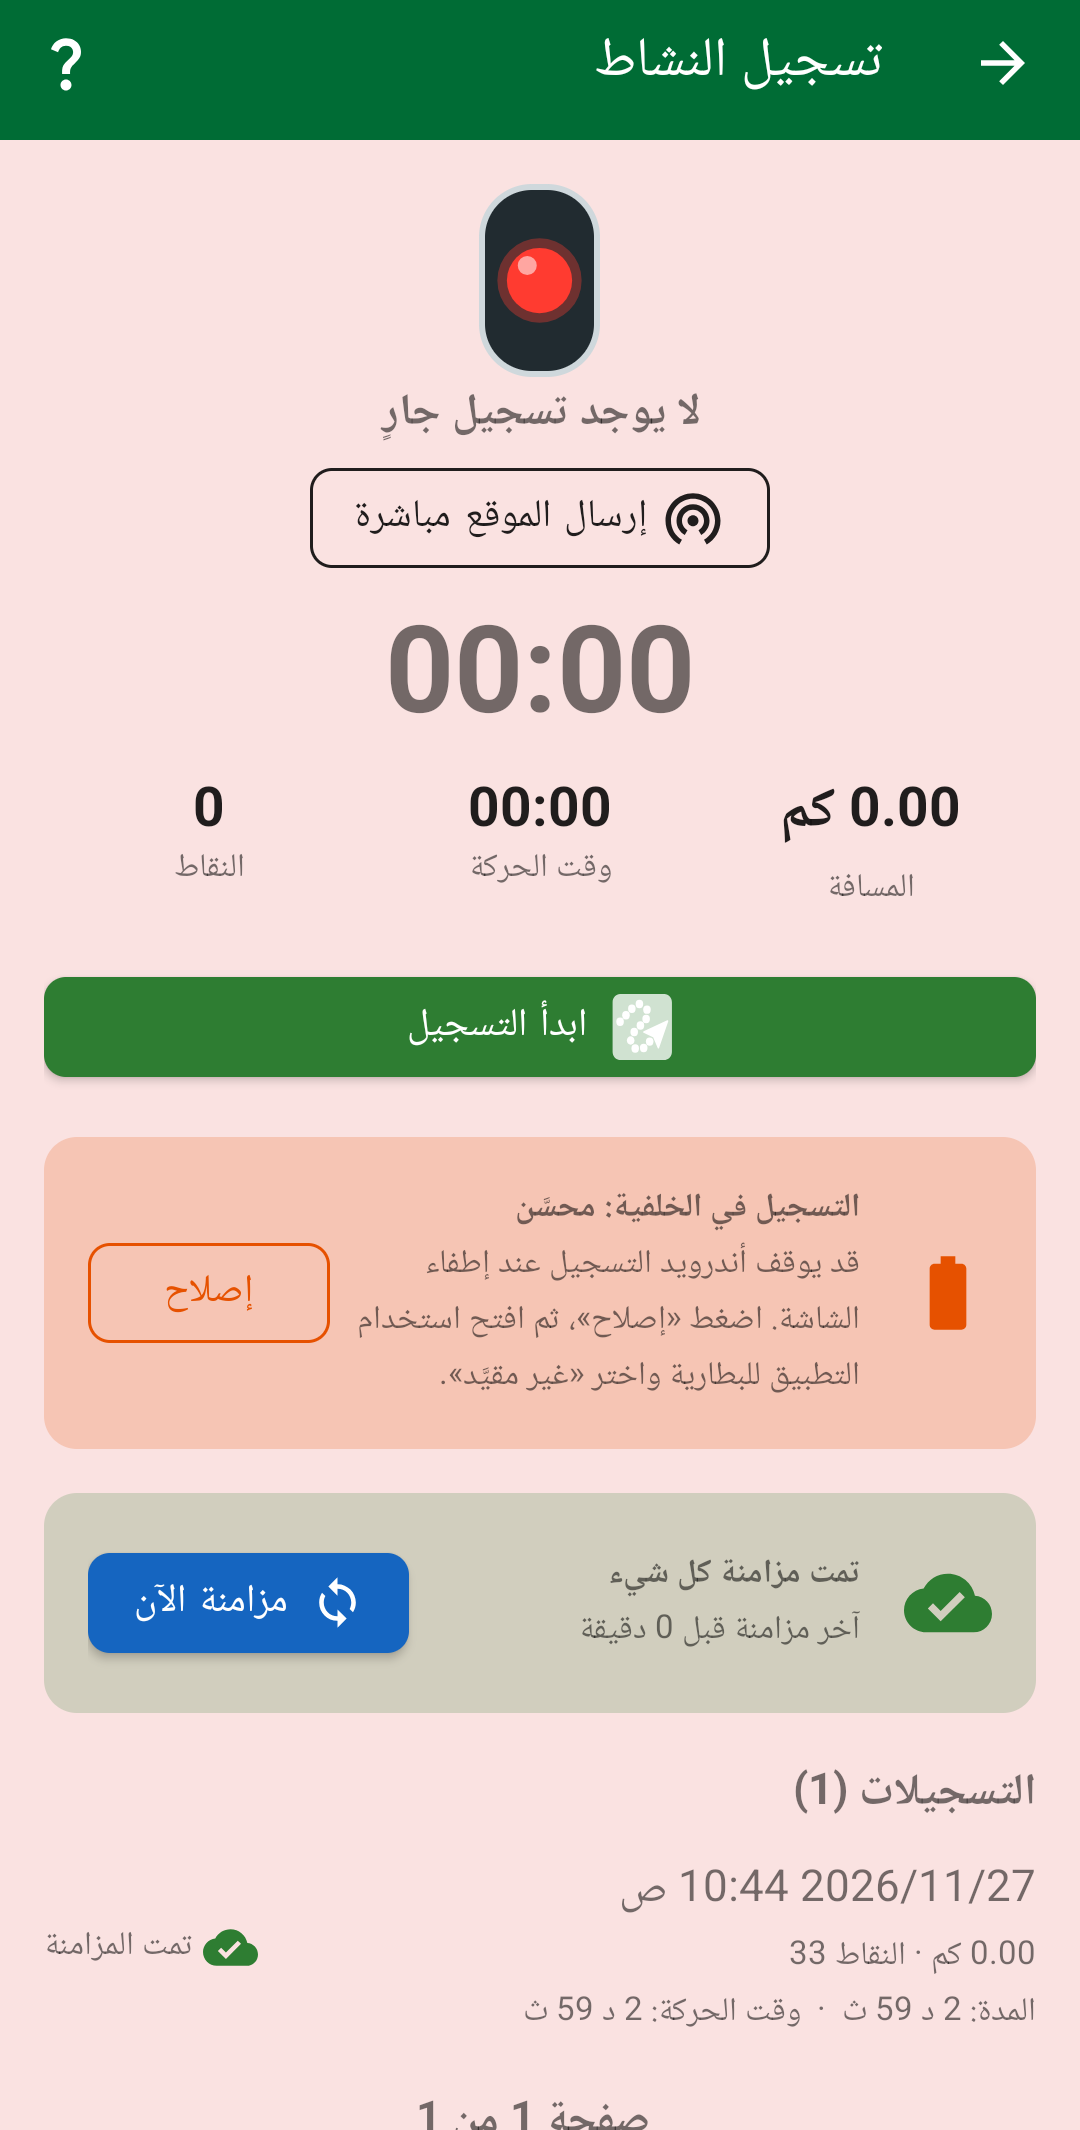 تسجيل النشاط
?
لا يوجد تسجيل جارٍ
إرسال الموقع مباشرة
00:00
0.00 كم
المسافة
00:00
وقت الحركة
0
النقاط
ابدأ التسجيل
التسجيل في الخلفية: محسَّن
قد يوقف أندرويد التسجيل عند إطفاء
الشاشة. اضغط «إصلاح»، ثم افتح استخدام
التطبيق للبطارية واختر «غير مقيَّد».
إصلاح
تمت مزامنة كل شيء
آخر مزامنة قبل 0 دقيقة
مزامنة الآن
التسجيلات (1)
2026/11/27 10:44 ص
0.00 كم · النقاط 33
المدة: 2 د 59 ث · وقت الحركة: 2 د 59 ث
تمت المزامنة
صفحة 1 من 1